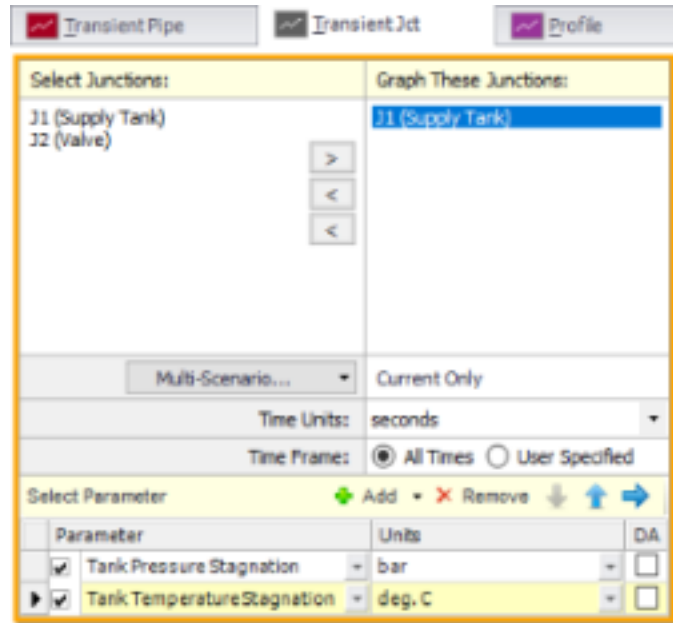 Transient Pipe
Transient Jct
Profile
Select Junctions:
Graph These Junctions:
J1 (Supply Tank)
J2 (Valve)
J1 (Supply Tank)
>
<
<
Multi-Scenario...
Current Only
Time Units:
seconds
Time Frame:
All Times
User Specified
Select Parameter
Add
Remove
Parameter
Units
DA
Tank Pressure Stagnation
bar
Tank TemperatureStagnation
deg. C